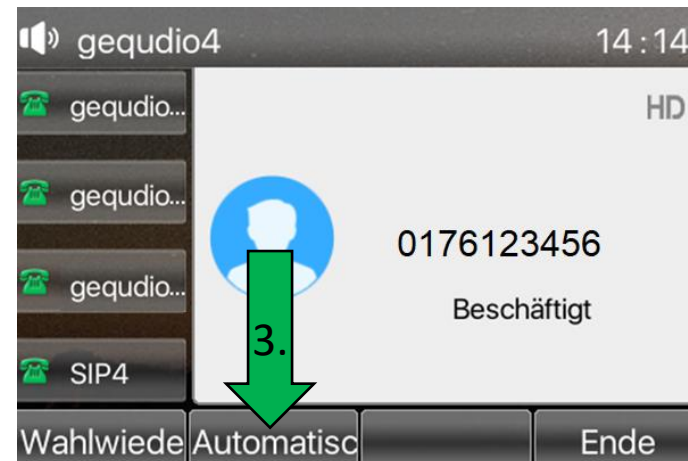 gequdio4 14:14
gequdio... HD
gequdio...
0176123456
gequdio... Beschäftigt
3.
SIP4
Wahlwiede Automatisc Ende